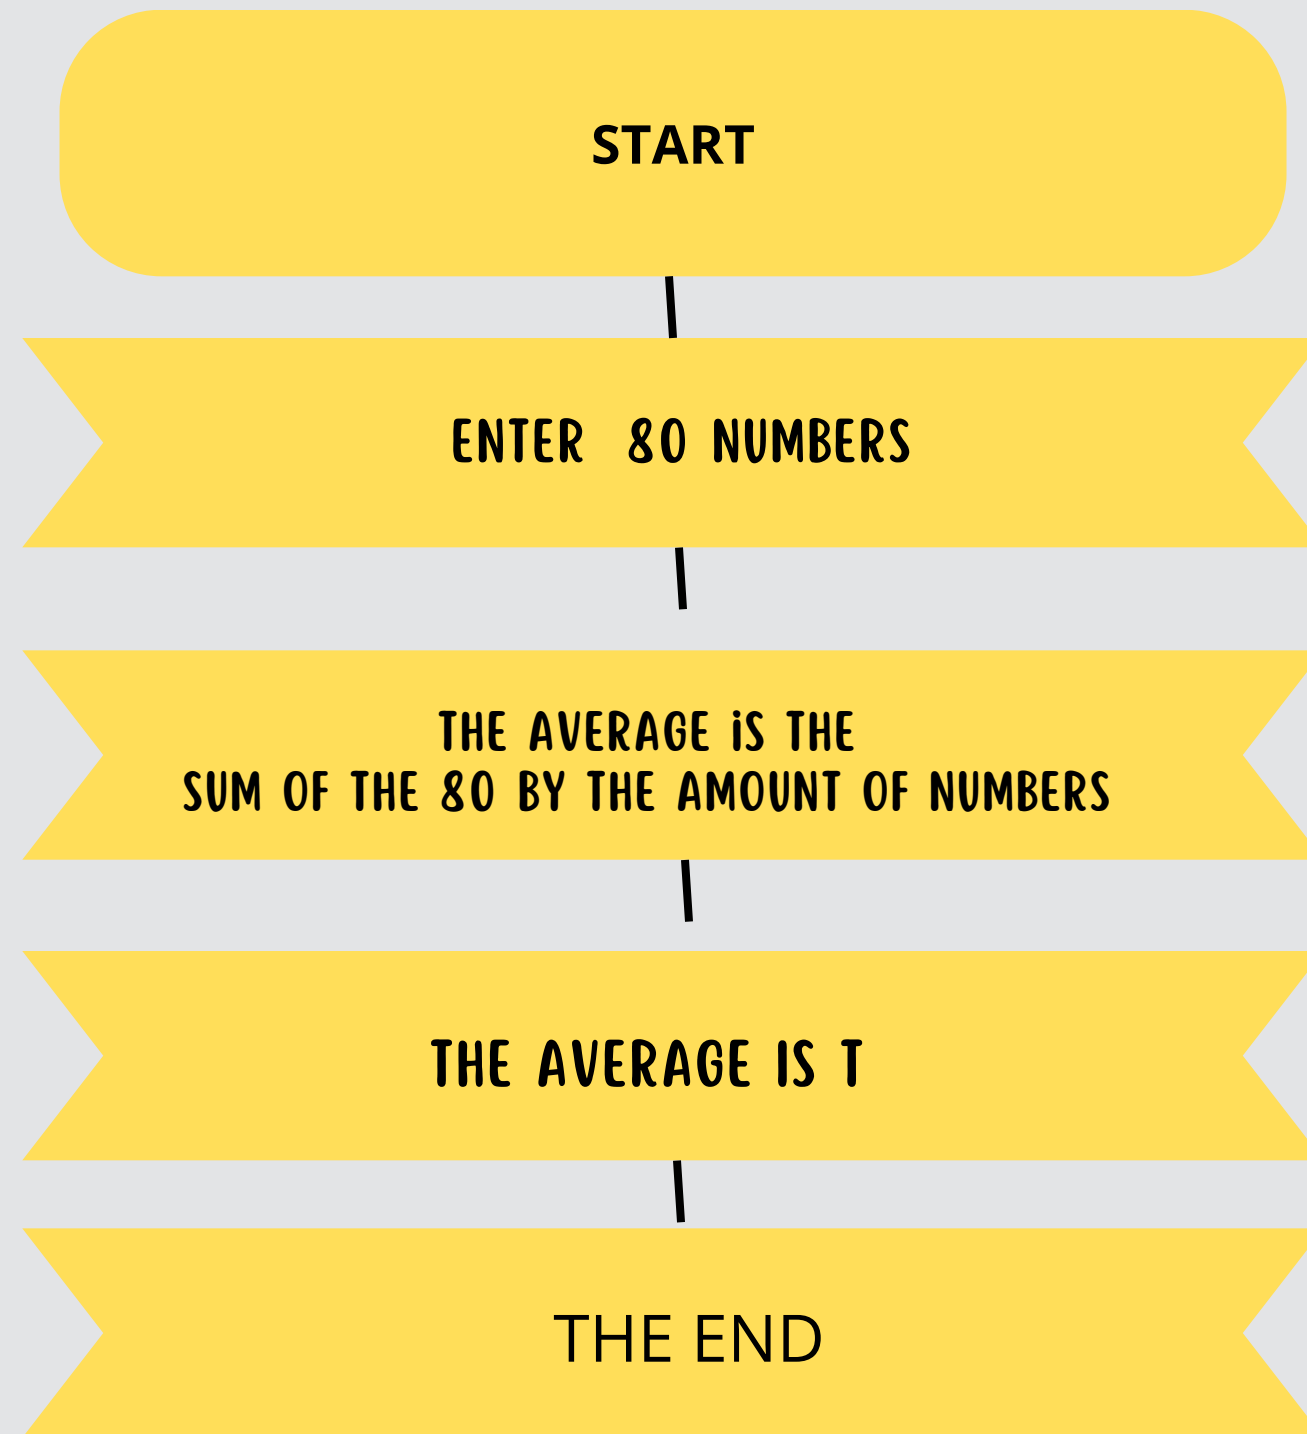 START
ENTER 80 NUMBERS
THE AVERAGE iS THE
SUM OF THE 80 BY THE AMOUNT OF NUMBERS
THE AVERAGE IS T
THE END